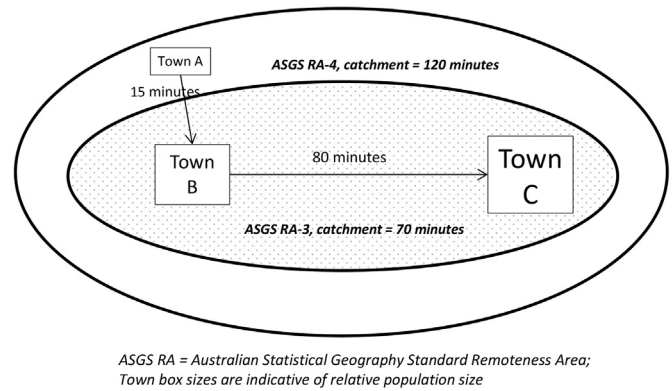 Town A
ASGS RA-4, catchment = 120 minutes
15 minutes
Town
B
80 minutes
Town
C
ASGS RA-3, catchment = 70 minutes
ASGS RA = Australian Statistical Geography Standard Remoteness Area;
Town box sizes are indicative of relative population size